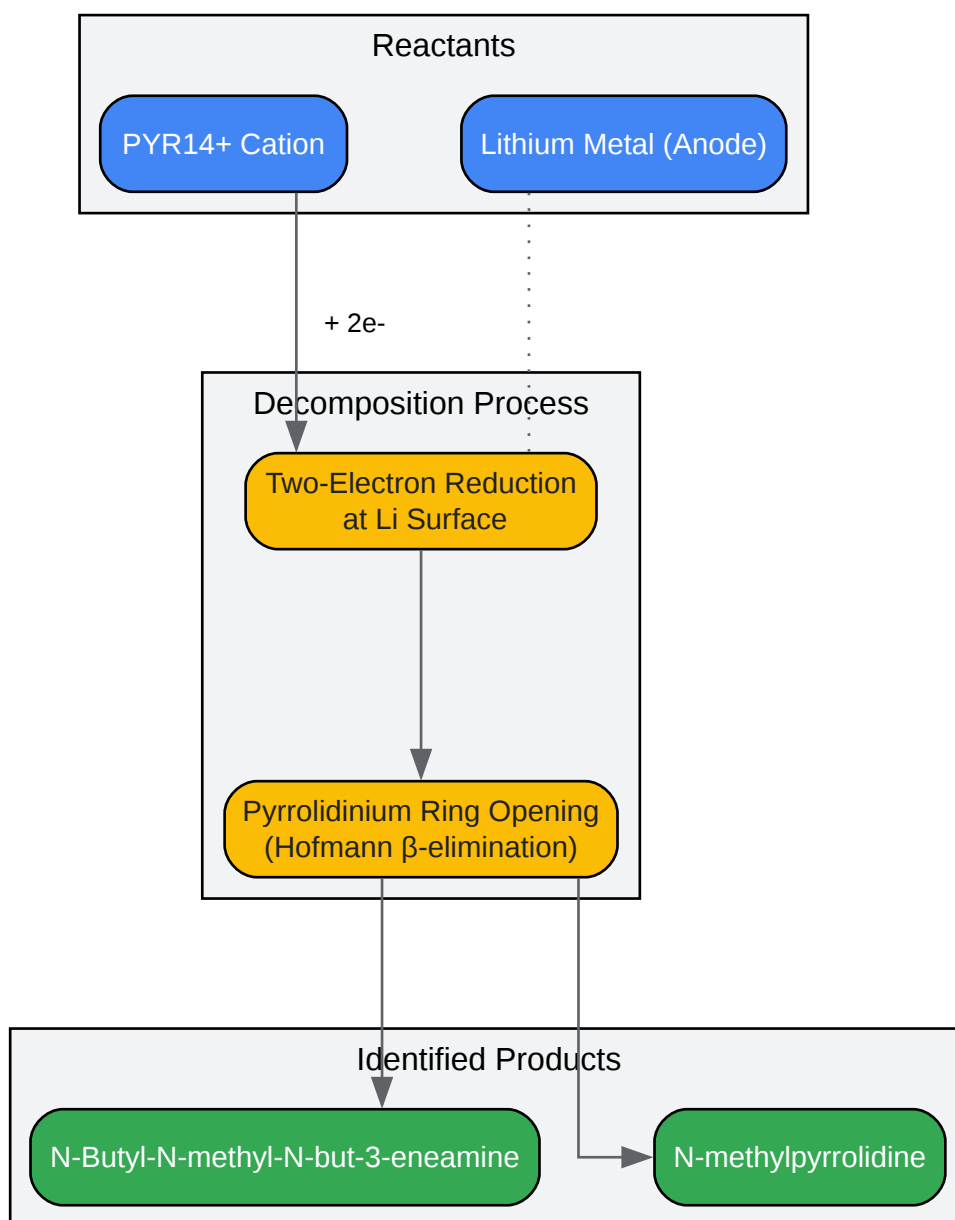 Reactants
PYR14+ Cation
Lithium Metal (Anode)
+ 2e-
Decomposition Process
Two-Electron Reduction
at Li Surface
Pyrrolidinium Ring Opening
(Hofmann β-elimination)
Identified Products
N-Butyl-N-methyl-N-but-3-eneamine
N-methylpyrrolidine